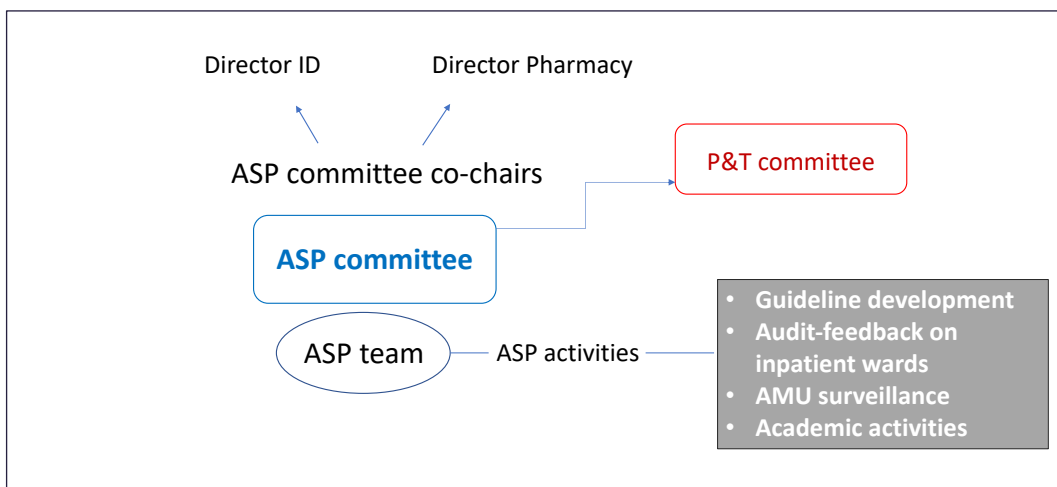 Director ID
Director Pharmacy
ASP committee co-chairs
P&T committee
ASP committee
ASP team
ASP activities
• Guideline development
• Audit-feedback on
inpatient wards
• AMU surveillance
• Academic activities